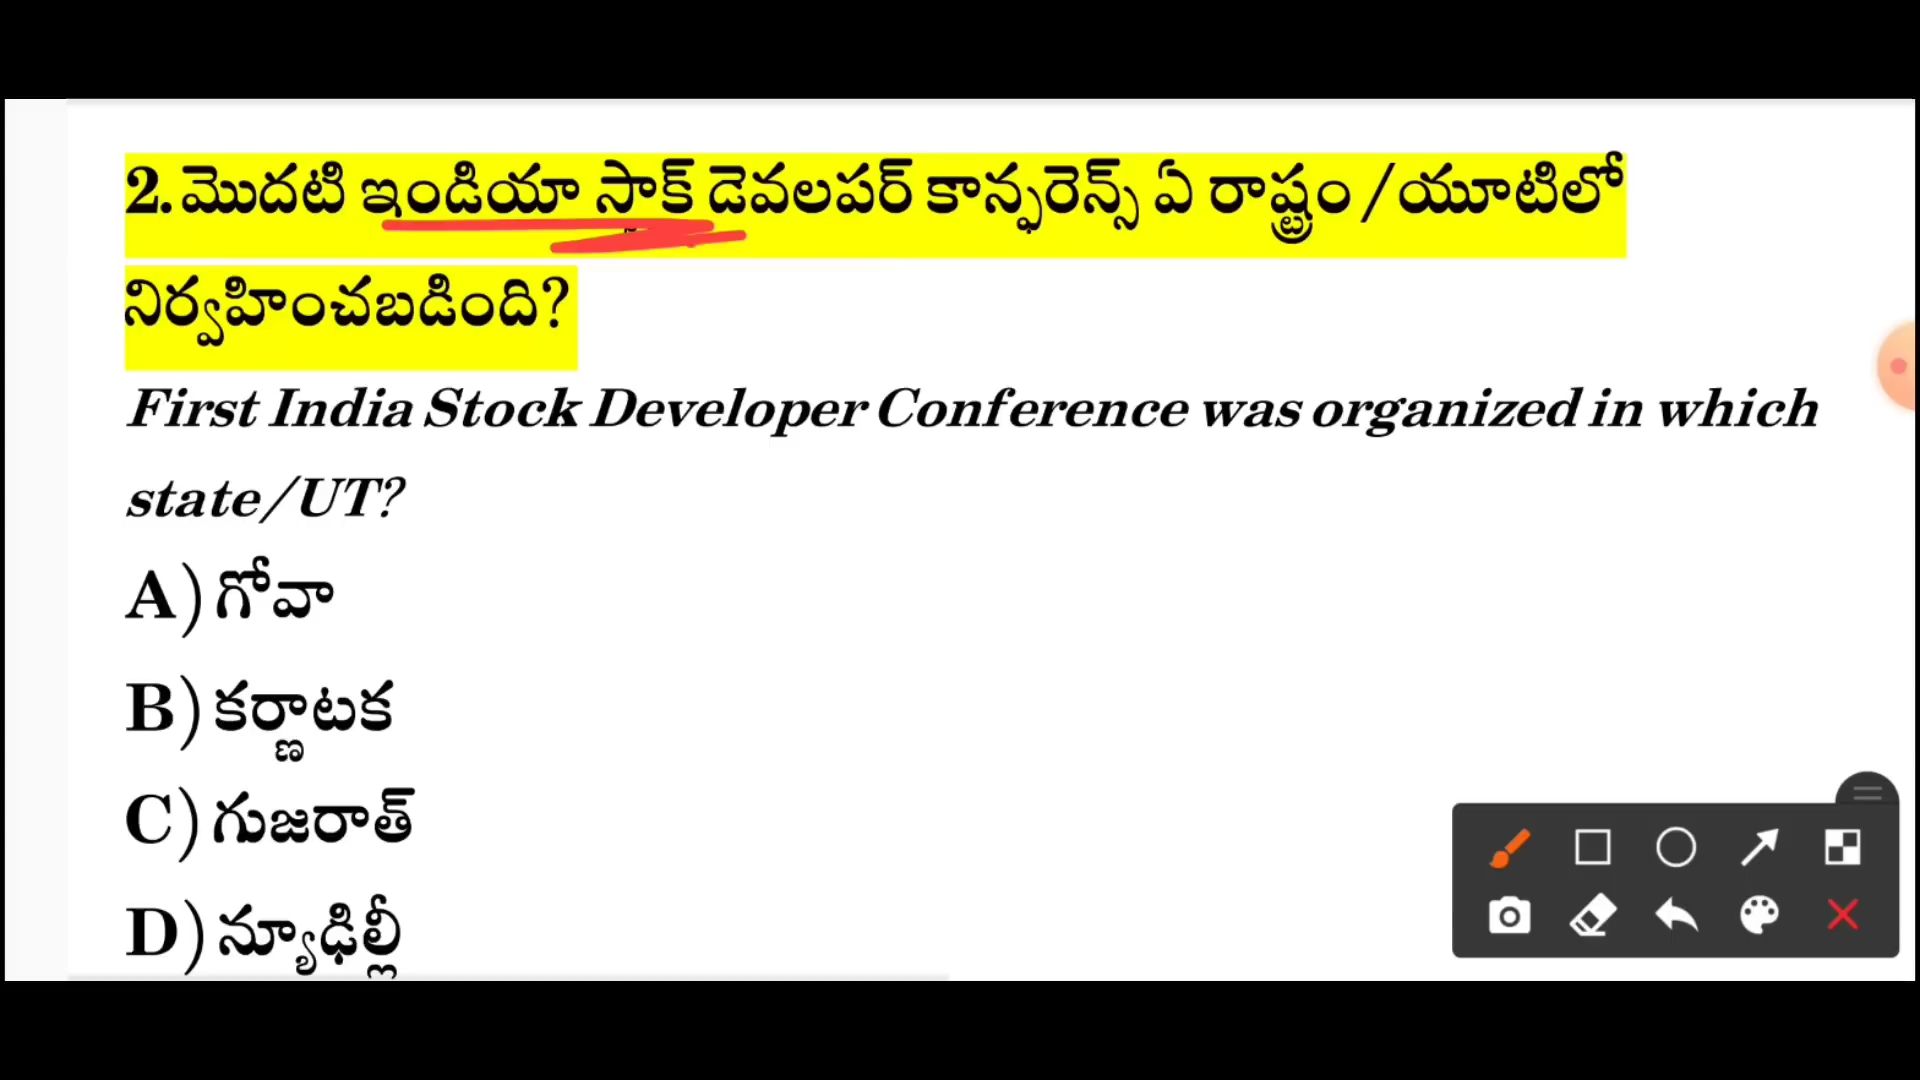 2.మొదటి ఇండియా స్టాక్ డెవలపర్ కాన్ఫరెన్స్ ఏ రాష్ట్రం/యూటిలో
నిర్వహించబడింది?
First India Stock Developer Conference was organized in which
state/UT?
A)గోవా
B)కర్ణాటక
C)గుజరాత్
D)న్యూఢిల్లీ